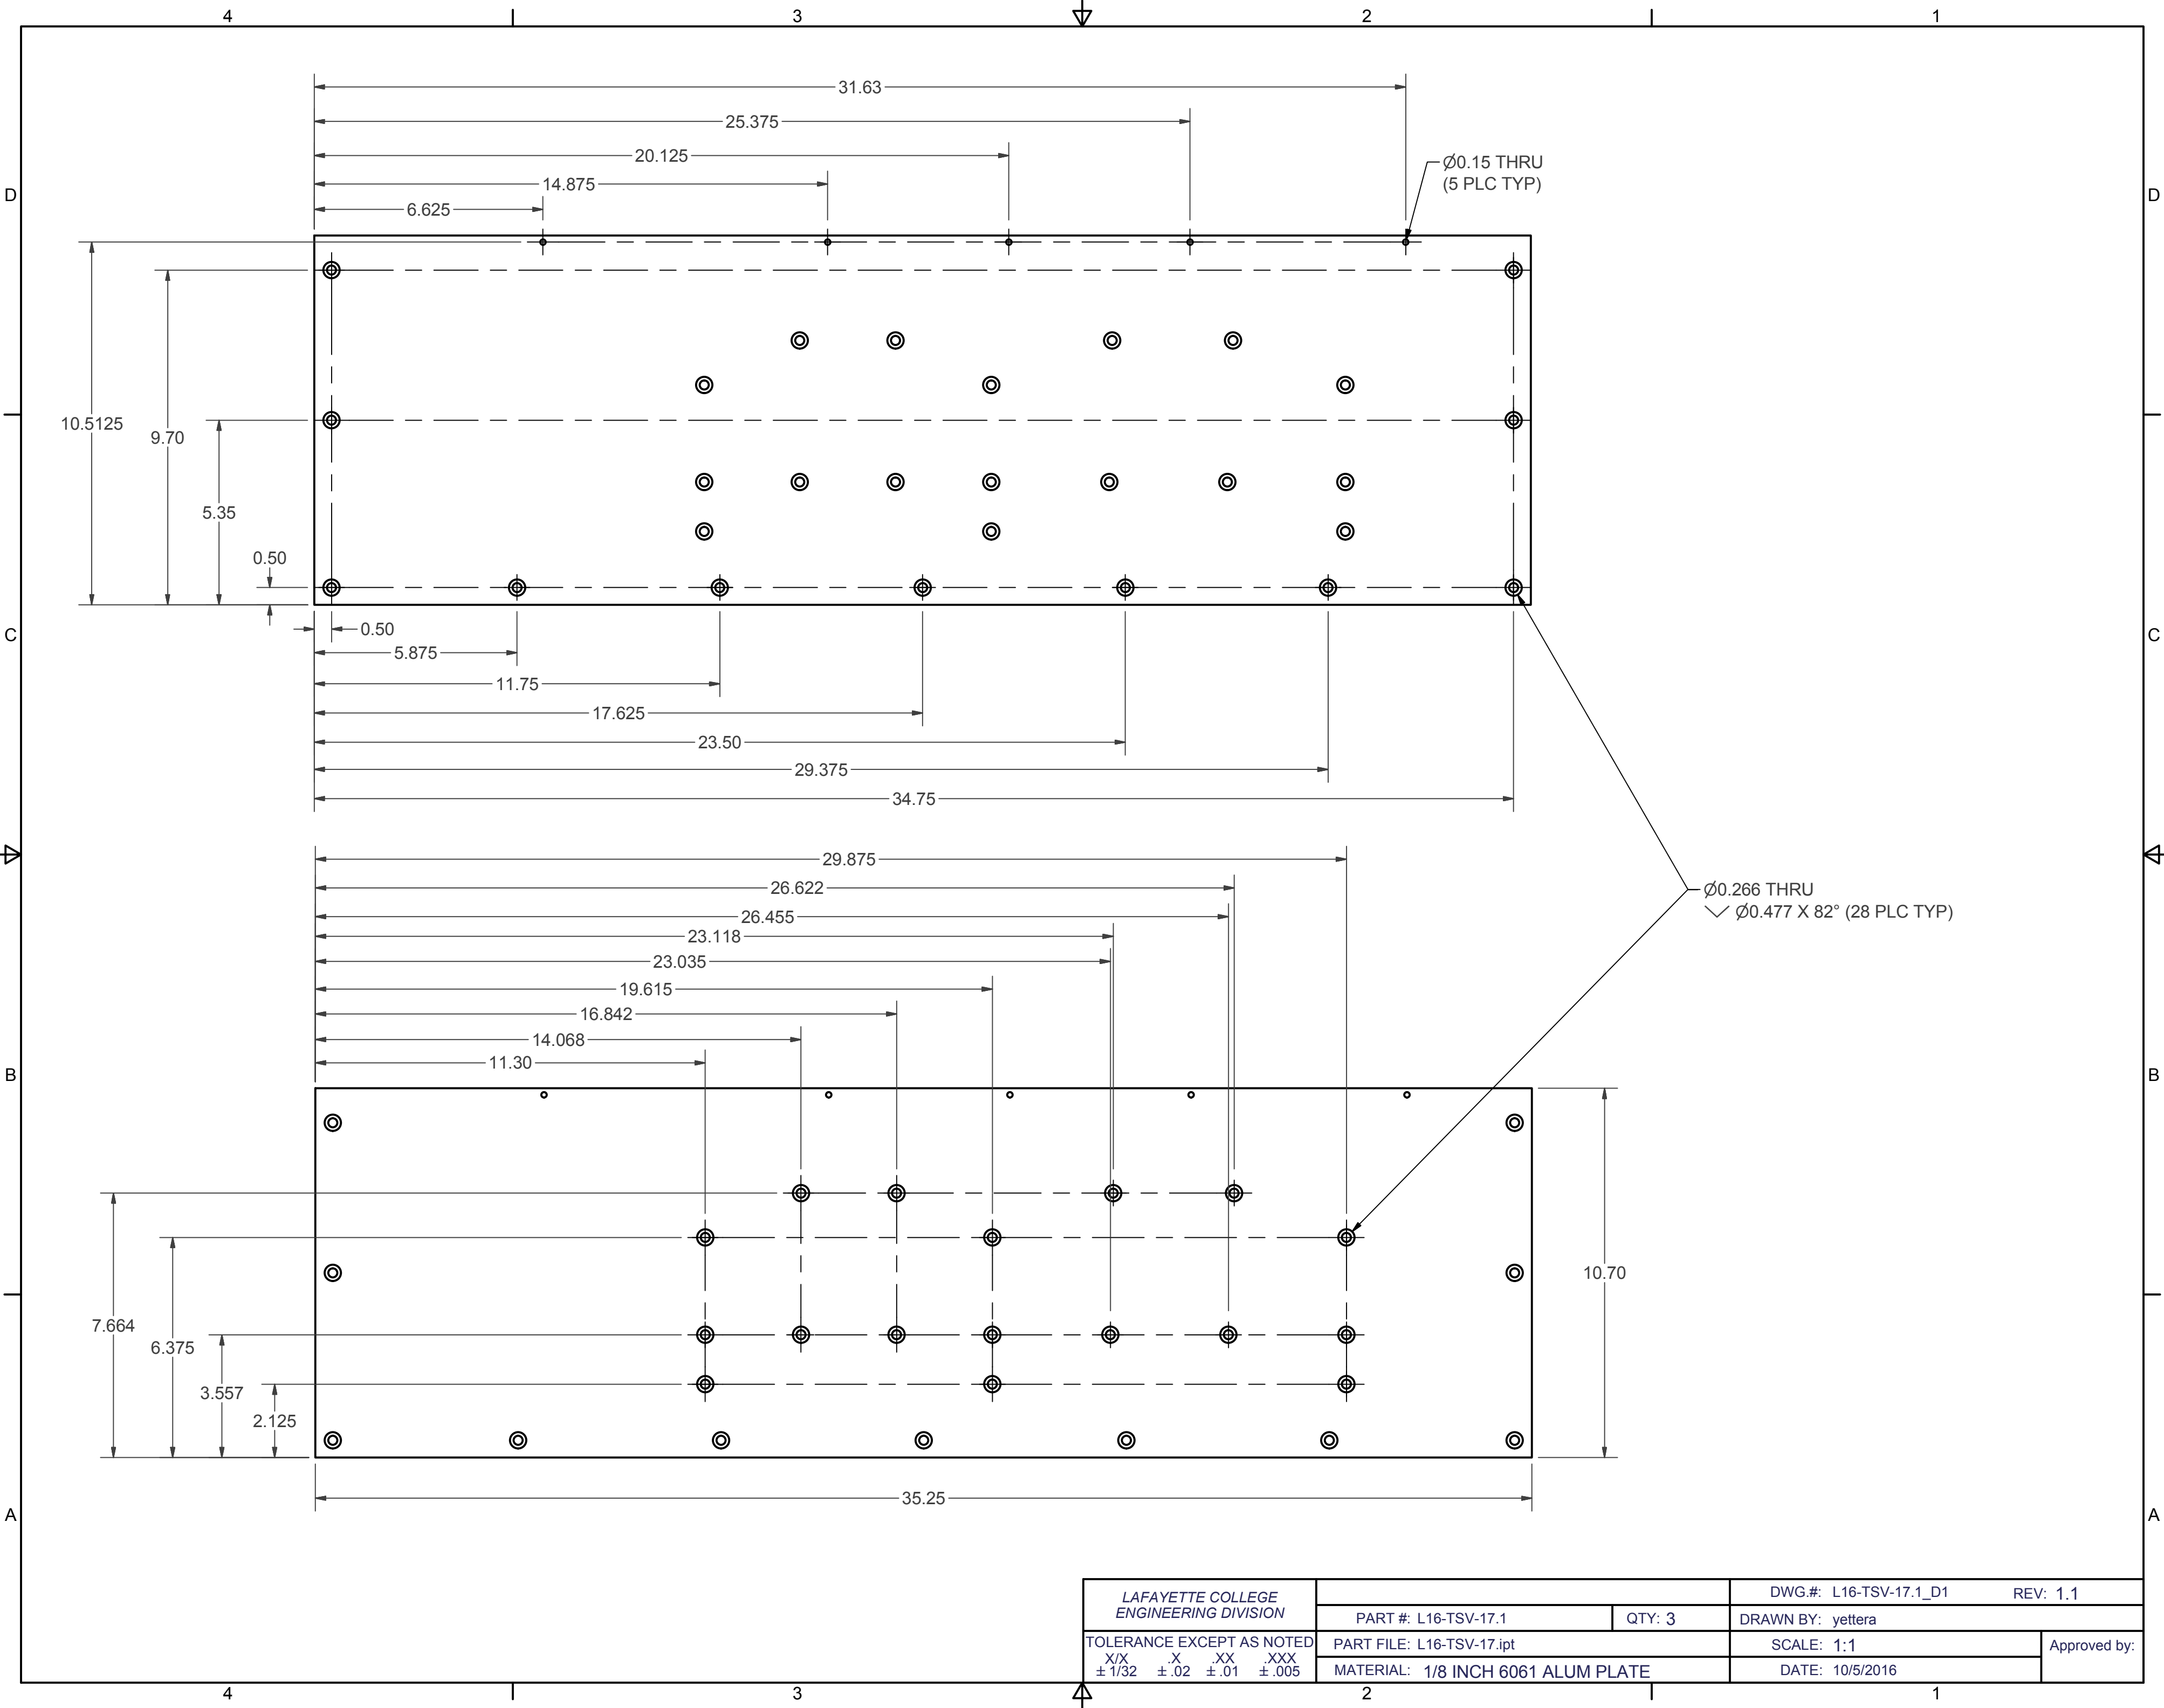 4 3 2 1
31.63
25.375
20.125
Ø0.15 THRU
14.875
(5 PLC TYP)
D D
6.625
10.5125
9.70
5.35
0.50
0.50
C C
5.875
11.75
17.625
23.50
29.375
34.75
29.875
26.622
Ø0.266 THRU
Ø0.477 X 82° (28 PLC TYP)
26.455
23.118
23.035
19.615
16.842
14.068
11.30
B B
10.70
7.664
6.375
3.557
2.125
35.25
A A
LAFAYETTE COLLEGE
ENGINEERING DIVISION
DWG.#: L16-TSV-17.1_D1 REV: 1.1
PART #: L16-TSV-17.1 QTY: 3 DRAWN BY: yettera
TOLERANCE EXCEPT AS NOTED
X/X .X .XX .XXX
± 1/32 ± .02 ± .01 ± .005
PART FILE: L16-TSV-17.ipt SCALE: 1:1 Approved by:
MATERIAL: 1/8 INCH 6061 ALUM PLATE DATE: 10/5/2016
4 3 2 1